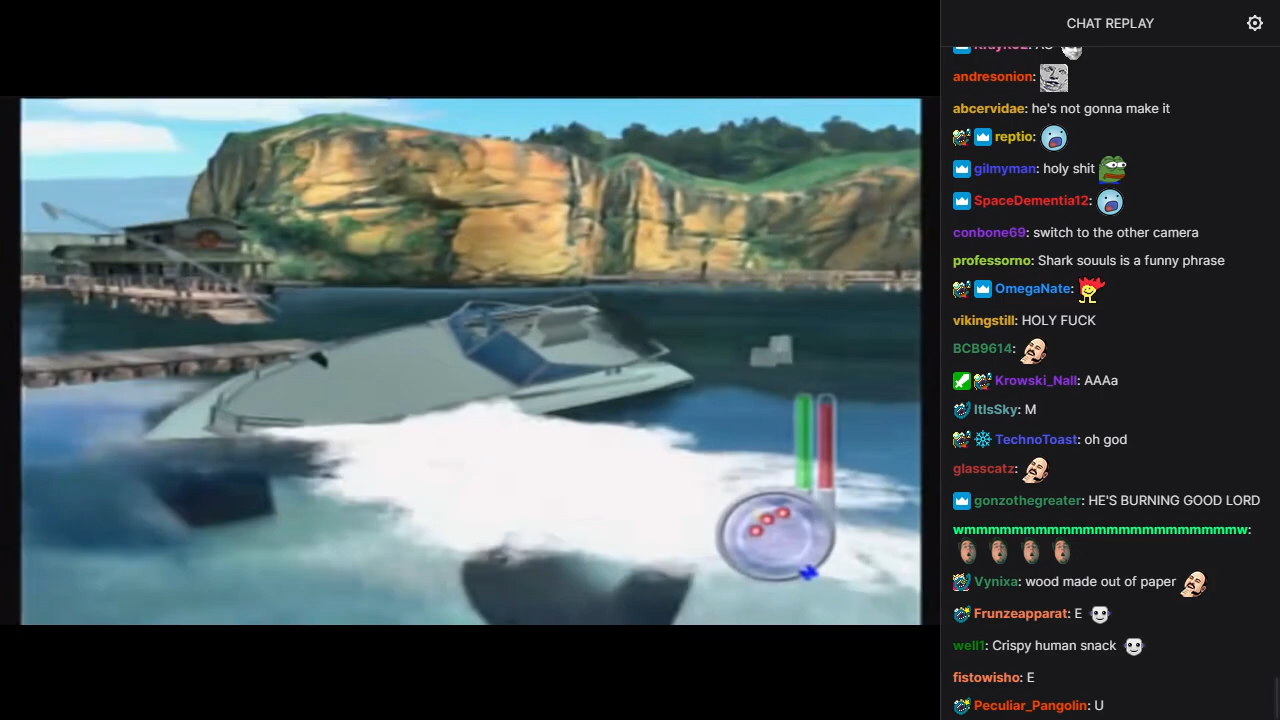 CHAT REPLAY
andresonion:
abcervidae: he's not gonna make it
reptio:
gilmyman: holy shit
SpaceDementia12:
conbone69: switch to the other camera
professorno: Shark souuls is a funny phrase
OmegaNate:
vikingstill: HOLY FUCK
BCB9614:
Krowski_Nall: AAAa
ItIsSky: M
TechnoToast: oh god
glasscatz:
gonzothegreater: HE'S BURNING GOOD LORD
wmmmmmmmmmmmmmmmmmmmmmmmw:
Vynixa: wood made out of paper
Frunzeapparat: E
well1: Crispy human snack
fistowisho: E
Peculiar_Pangolin: U